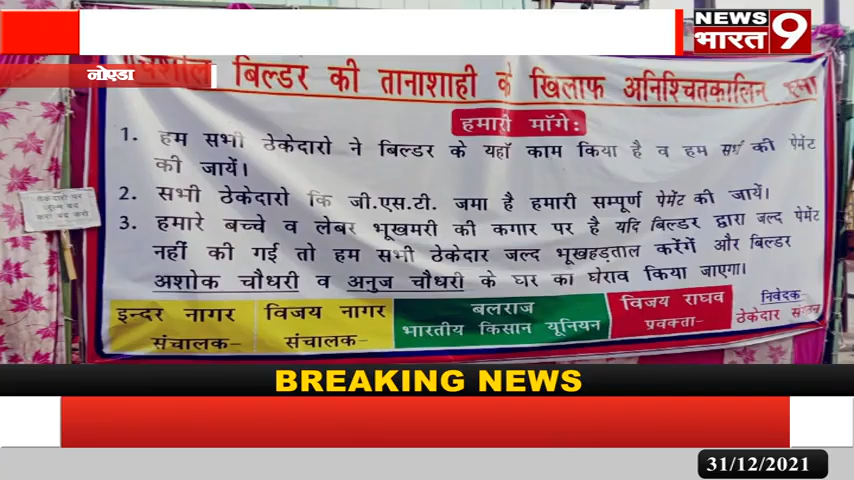 NEWS
भारत 9
नोएडा
बिल्डर की तानाशाही के खिलाफ अनिश्चितकालिन
हमारी माँगे:
1. हम सभी ठेकेदारो ने बिल्डर के यहाँ काम किया है व हम सभी की पेमेंट
की जायें।
2. सभी ठेकेदारो कि जी.एस.टी. जमा है हमारी सम्पूर्ण पेमेंट की जायें।
3. हमारे बच्चे व लेबर भूखमरी की कगार पर है यदि बिल्डर द्वारा जल्द पेमेंट
नहीं की गई तो हम सभी ठेकेदार जल्द भूखहड़ताल करेंगें और बिल्डर
अशोक चौधरी व अनुज चौधरी के घर का घेराव किया जाएगा।
ठेकेदारो पर
जुल्म बंद
करो बंद करो
इन्दर नागर
संचालक-
विजय नागर
संचालक-
बलराज
भारतीय किसान यूनियन
विजय राघव
प्रवक्ता-
निवेदक-
ठेकेदार
BREAKING NEWS
31/12/2021